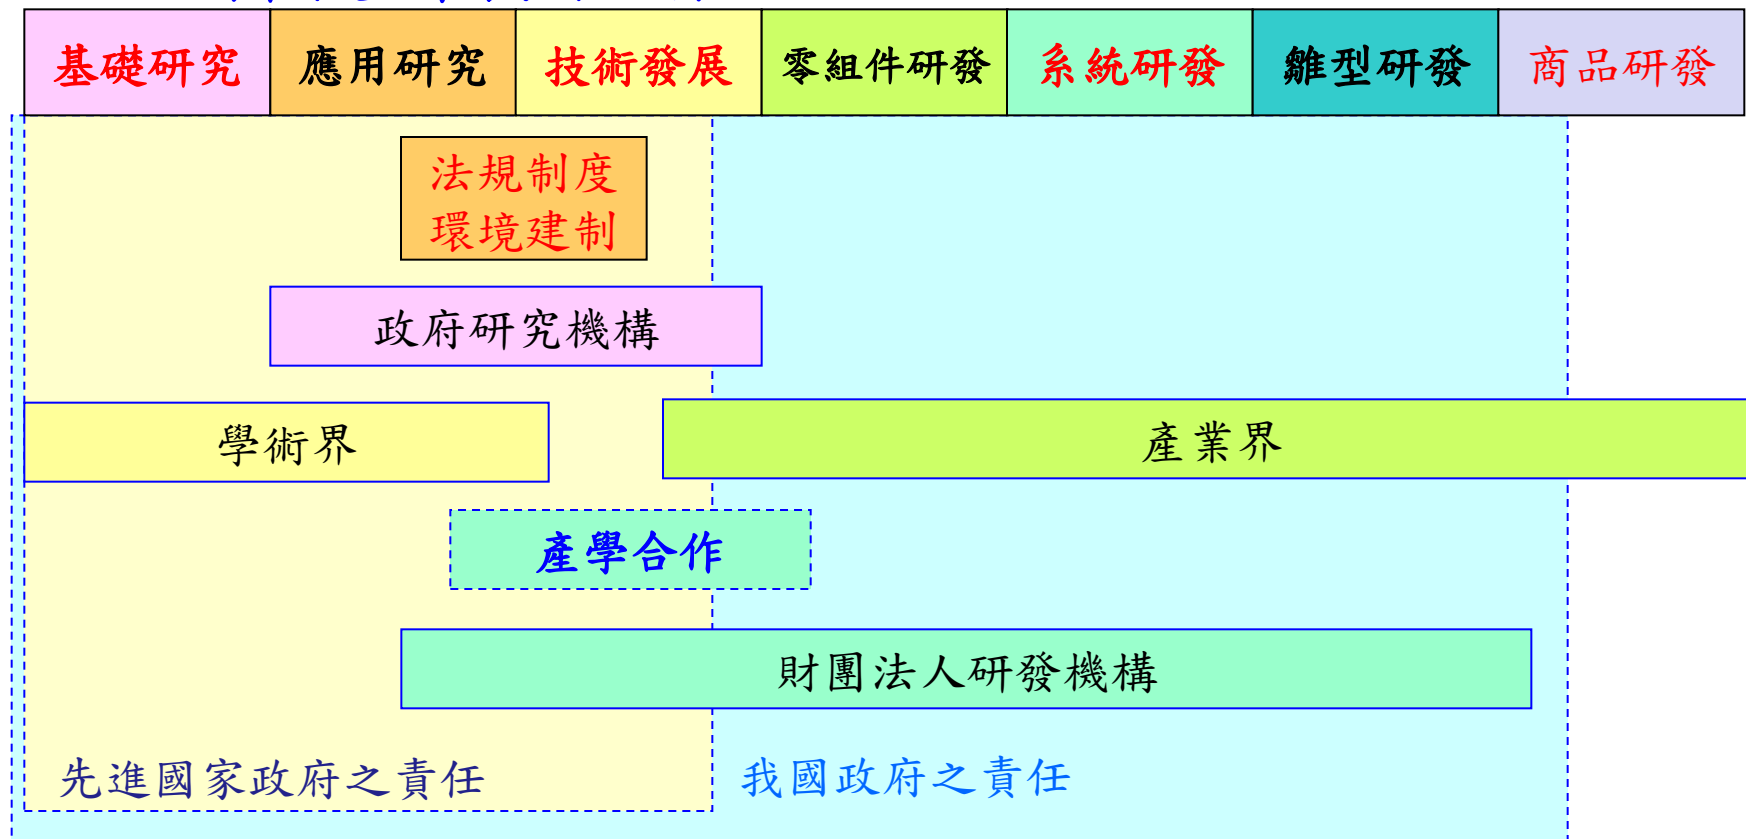 基礎研究
應用研究
技術發展
零組件研發
系統研發
雛型研發
商品研發
法規制度
環境建制
政府研究機構
學術界
產業界
產學合作
財團法人研發機構
先進國家政府之責任
我國政府之責任